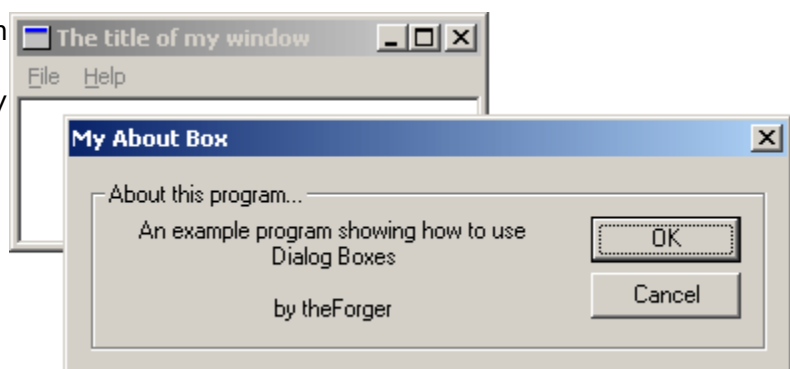 The title of my window
File Help
My About Box
About this program...
An example program showing how to use
Dialog Boxes
by theForger
OK
Cancel